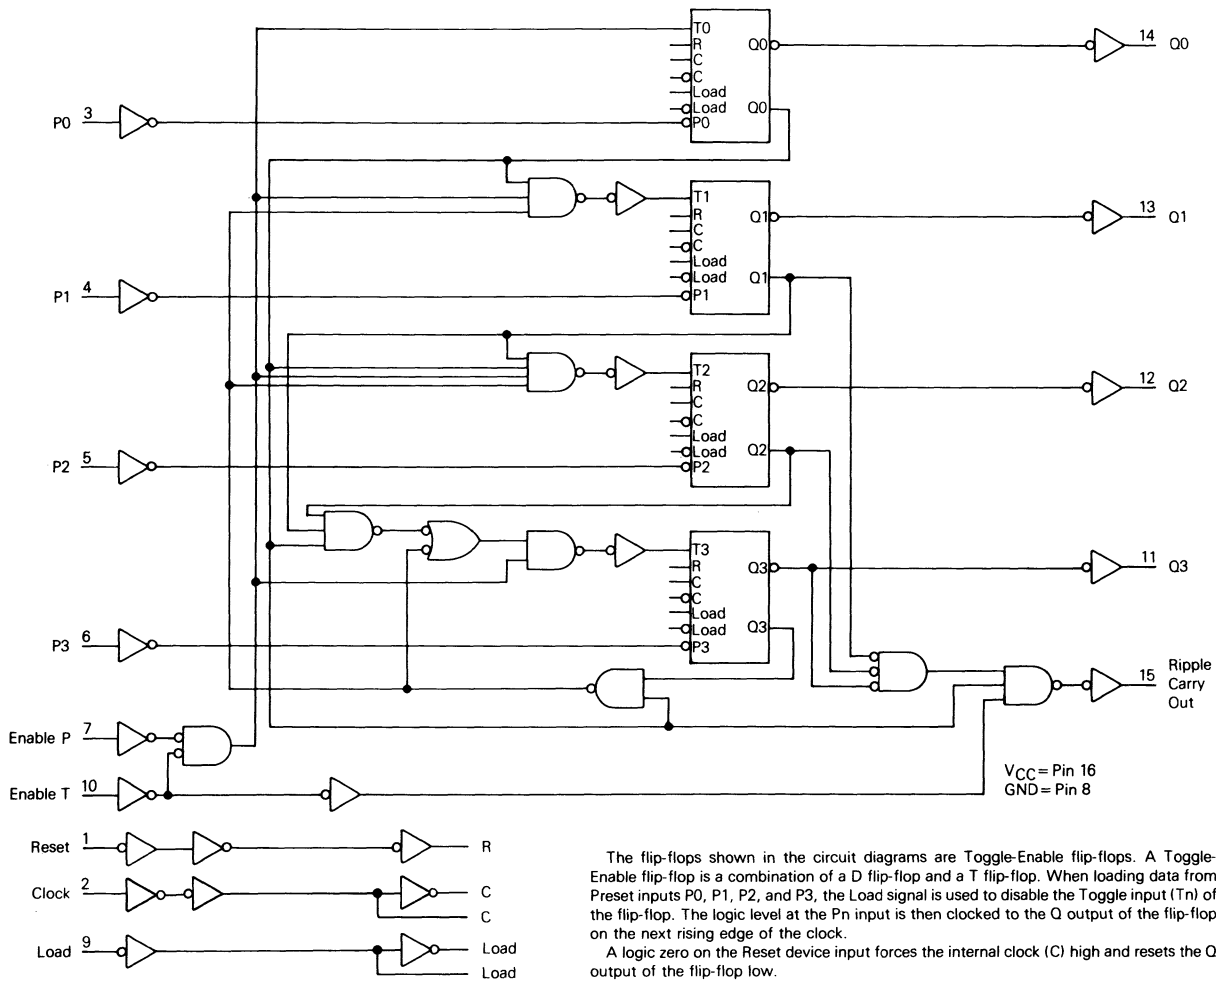 T0
R
C
C
Load
Load
P0
Q0
Q0
14 Q0
P0 3
T1
R
C
C
Load
Load
P1
Q1
Q1
13 Q1
P1 4
T2
R
C
C
Load
Load
P2
Q2
Q2
12 Q2
P2 5
T3
R
C
C
Load
Load
P3
Q3
Q3
11 Q3
P3 6
15 Ripple
Carry
Out
Enable P 7
Enable T 10
VCC = Pin 16
GND = Pin 8
Reset 1 R
Clock 2 C
C
Load 9 Load
Load
The flip-flops shown in the circuit diagrams are Toggle-Enable flip-flops. A Toggle-
Enable flip-flop is a combination of a D flip-flop and a T flip-flop. When loading data from
Preset inputs P0, P1, P2, and P3, the Load signal is used to disable the Toggle input (Tn) of
the flip-flop. The logic level at the Pn input is then clocked to the Q output of the flip-flop
on the next rising edge of the clock.
A logic zero on the Reset device input forces the internal clock (C) high and resets the Q
output of the flip-flop low.